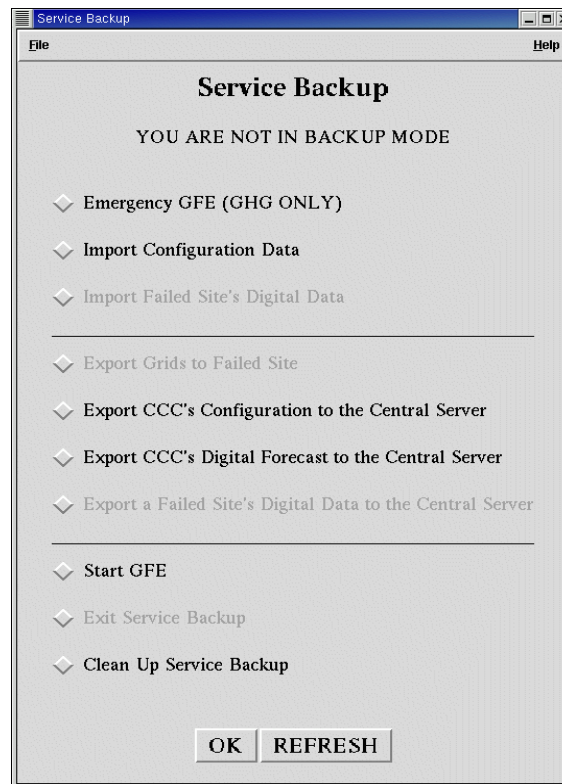 Service Backup
File Help
Service Backup
YOU ARE NOT IN BACKUP MODE
Emergency GFE (GHG ONLY)
Import Configuration Data
Import Failed Site's Digital Data
Export Grids to Failed Site
Export CCC's Configuration to the Central Server
Export CCC's Digital Forecast to the Central Server
Export a Failed Site's Digital Data to the Central Server
Start GFE
Exit Service Backup
Clean Up Service Backup
OK REFRESH